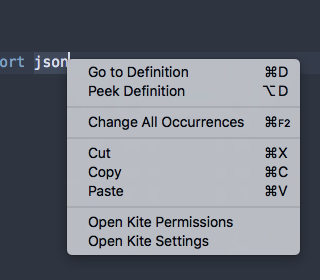 ort json
Go to Definition ⌘D
Peek Definition ⌥D
Change All Occurrences ⌘F2
Cut ⌘X
Copy ⌘C
Paste ⌘V
Open Kite Permissions
Open Kite Settings